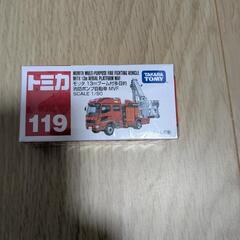 トミカ
119
MORITA MULTI-PURPOSE FIRE FIGHTING VEHICLE
WITH 13m AERIAL PLATFORM MVF
モリタ 13mブーム付多目的
消防ポンプ自動車 MVF
SCALE 1/90
TAKARA
TOMY